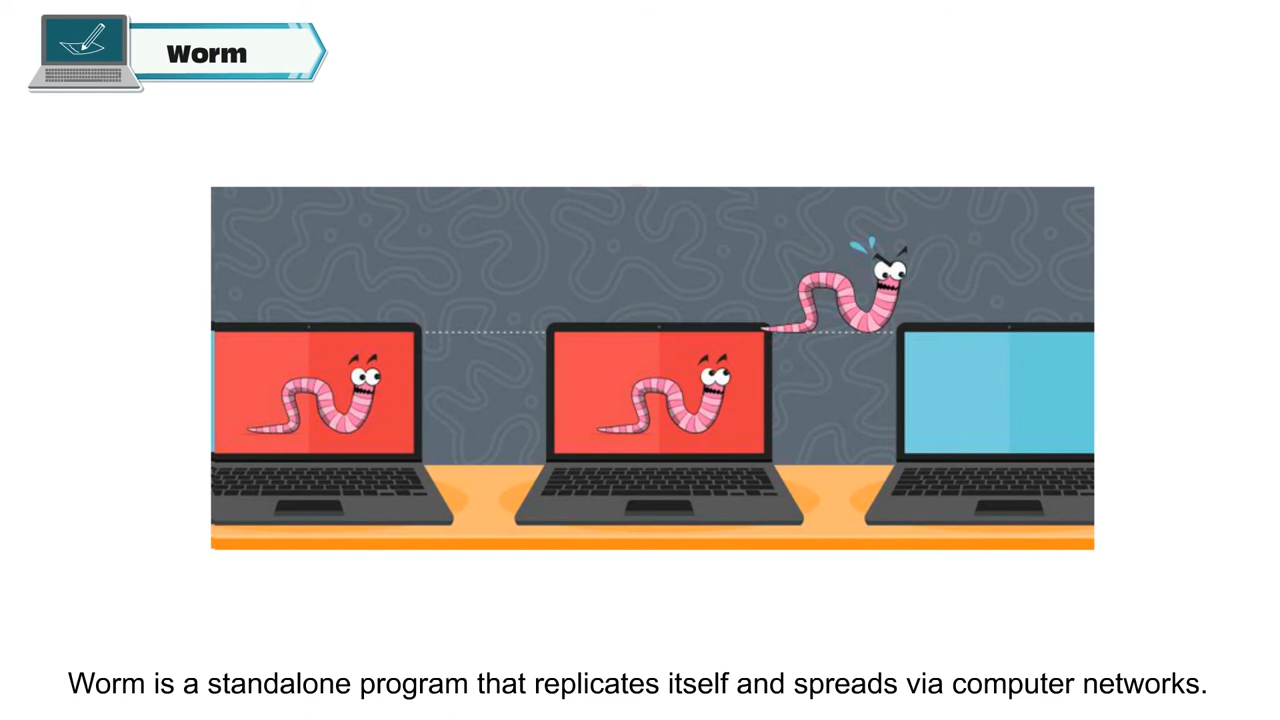 Worm
Worm is a standalone program that replicates itself and spreads via computer networks.